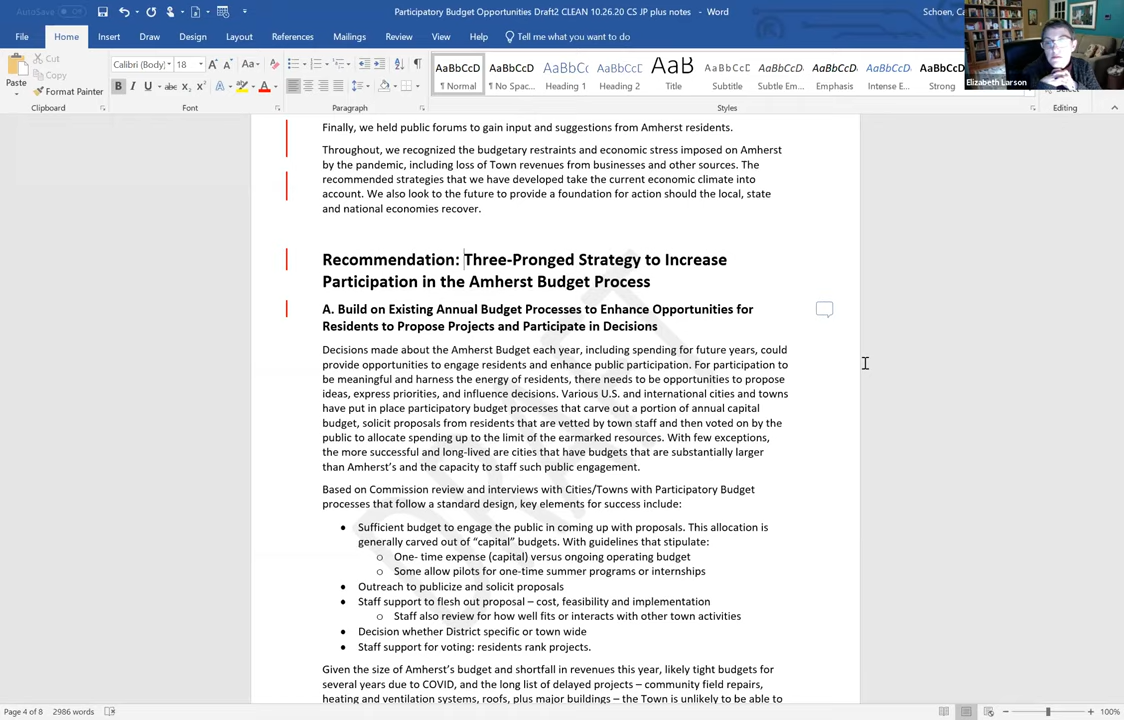 AutoSave Off
Participatory Budget Opportunities Draft2 CLEAN 10.26.20 CS JP plus notes - Word
Schoen, Ca
File Home Insert Draw Design Layout References Mailings Review View Help Tell me what you want to do
Paste
Cut
Copy
Format Painter
Clipboard
Calibri (Body) 18
Font
Paragraph
AaBbCcD AaBbCcD AaBbCc AaBbCcD AaB AaBbCcD AaBbCcD AaBbCcD AaBbCcD AaBbCcD
¶ Normal ¶ No Spac... Heading 1 Heading 2 Title Subtitle Subtle Em... Emphasis Intense E... Strong
Styles
Editing
Elizabeth Larson
Finally, we held public forums to gain input and suggestions from Amherst residents.
Throughout, we recognized the budgetary restraints and economic stress imposed on Amherst
by the pandemic, including loss of Town revenues from businesses and other sources. The
recommended strategies that we have developed take the current economic climate into
account. We also look to the future to provide a foundation for action should the local, state
and national economies recover.
Recommendation: Three-Pronged Strategy to Increase
Participation in the Amherst Budget Process
A. Build on Existing Annual Budget Processes to Enhance Opportunities for
Residents to Propose Projects and Participate in Decisions
Decisions made about the Amherst Budget each year, including spending for future years, could
provide opportunities to engage residents and enhance public participation. For participation to
be meaningful and harness the energy of residents, there needs to be opportunities to propose
ideas, express priorities, and influence decisions. Various U.S. and international cities and towns
have put in place participatory budget processes that carve out a portion of annual capital
budget, solicit proposals from residents that are vetted by town staff and then voted on by the
public to allocate spending up to the limit of the earmarked resources. With few exceptions,
the more successful and long-lived are cities that have budgets that are substantially larger
than Amherst's and the capacity to staff such public engagement.
Based on Commission review and interviews with Cities/Towns with Participatory Budget
processes that follow a standard design, key elements for success include:
• Sufficient budget to engage the public in coming up with proposals. This allocation is
generally carved out of "capital" budgets. With guidelines that stipulate:
o One- time expense (capital) versus ongoing operating budget
o Some allow pilots for one-time summer programs or internships
• Outreach to publicize and solicit proposals
• Staff support to flesh out proposal – cost, feasibility and implementation
o Staff also review for how well fits or interacts with other town activities
• Decision whether District specific or town wide
• Staff support for voting: residents rank projects.
Given the size of Amherst's budget and shortfall in revenues this year, likely tight budgets for
several years due to COVID, and the long list of delayed projects – community field repairs,
heating and ventilation systems, roofs, plus major buildings – the Town is unlikely to be able to
DRAFT
Page 4 of 8 2986 words
100%